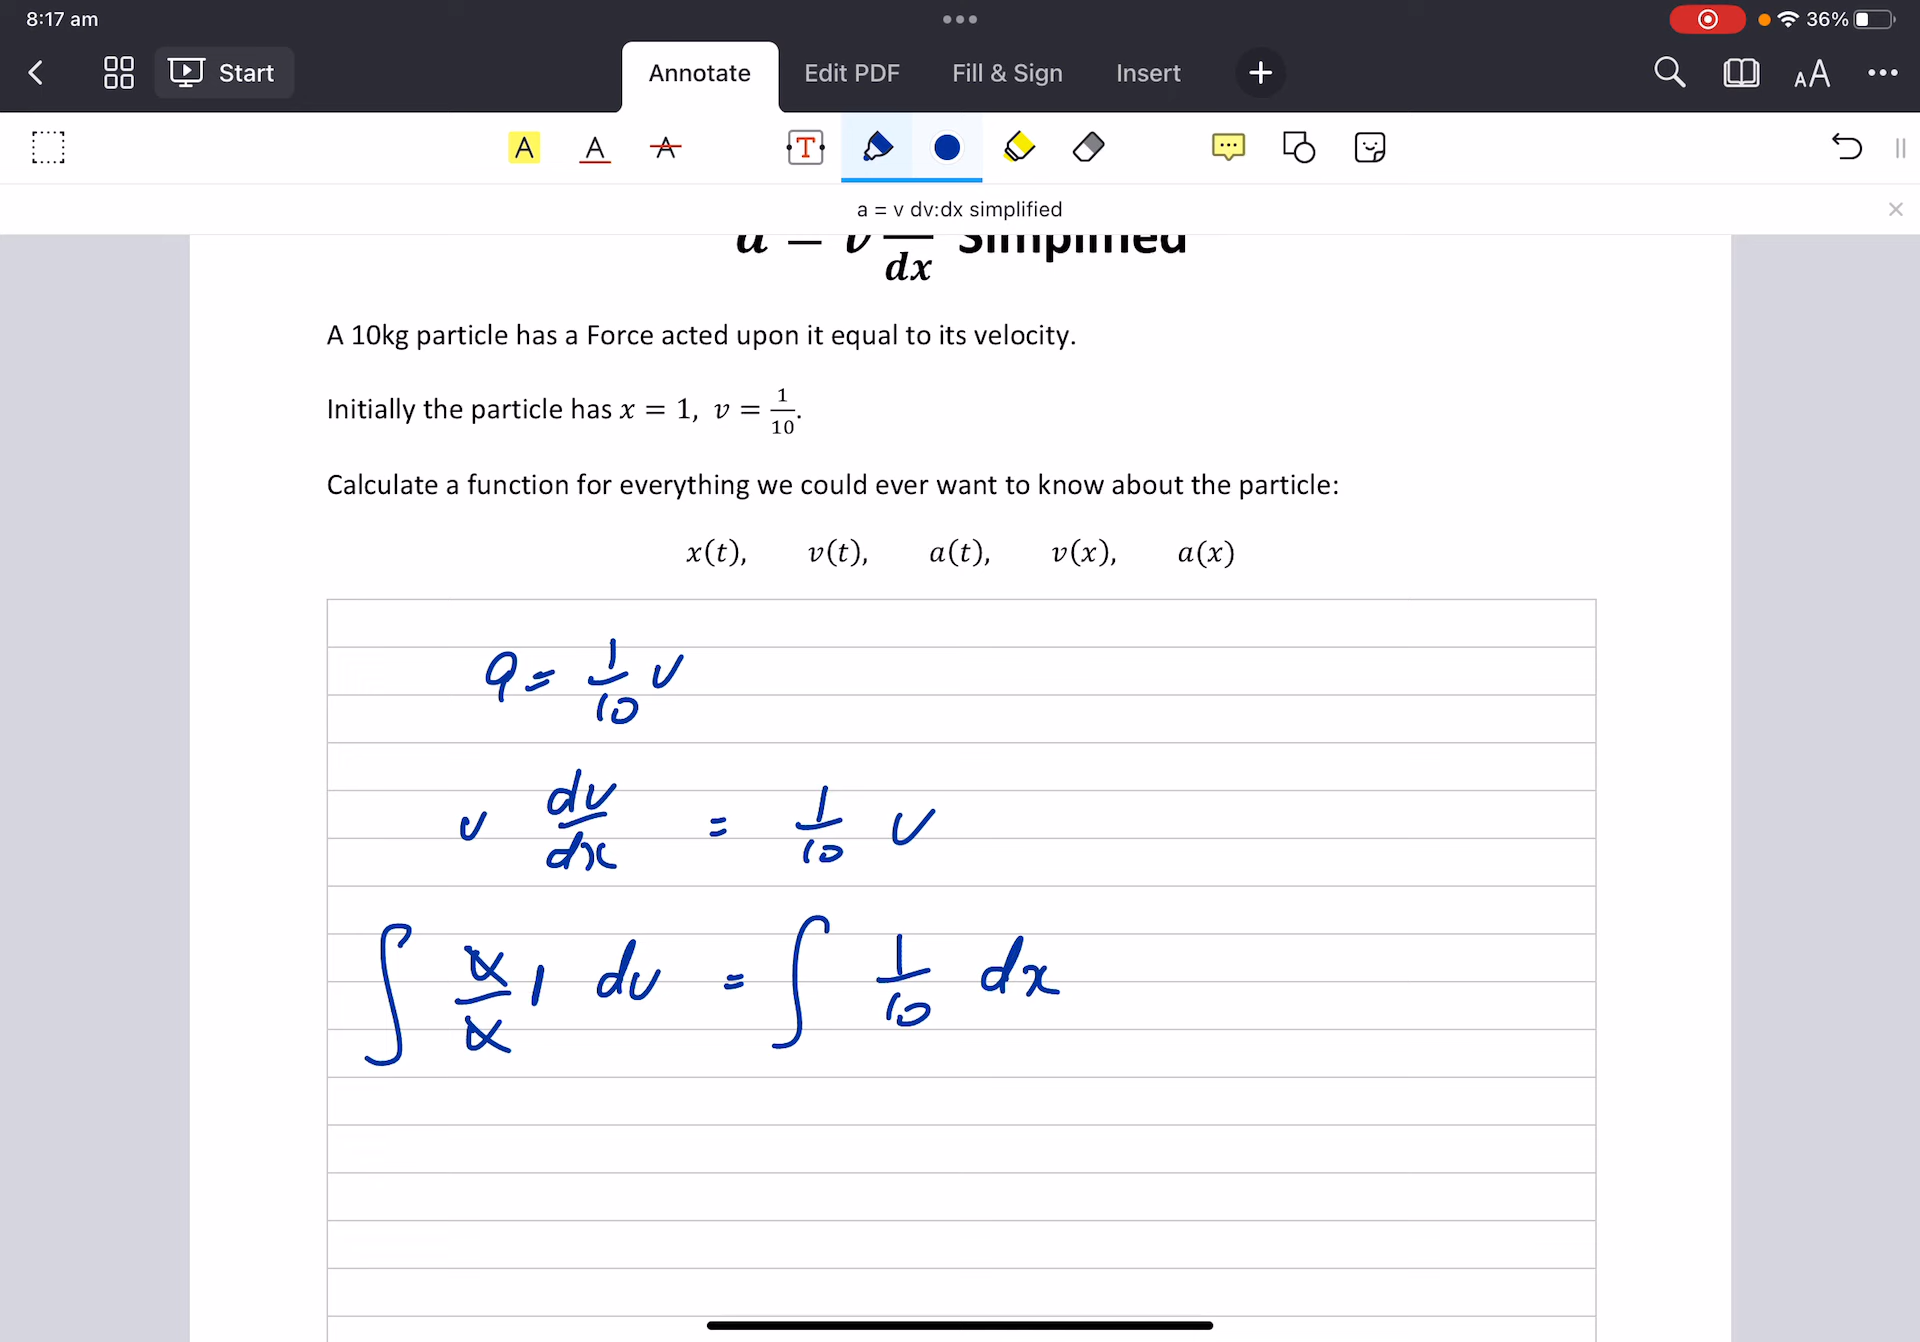 8:17 am
36%
Start
Annotate
Edit PDF
Fill & Sign
Insert
a = v dv:dx simplified
a = v — Simplified
dx
A 10kg particle has a Force acted upon it equal to its velocity.
Initially the particle has x = 1, v = 1/10.
Calculate a function for everything we could ever want to know about the particle:
x(t), v(t), a(t), v(x), a(x)
a = 1/10 v
v dv/dx = 1/10 v
∫ v/v 1 dv = ∫ 1/10 dx